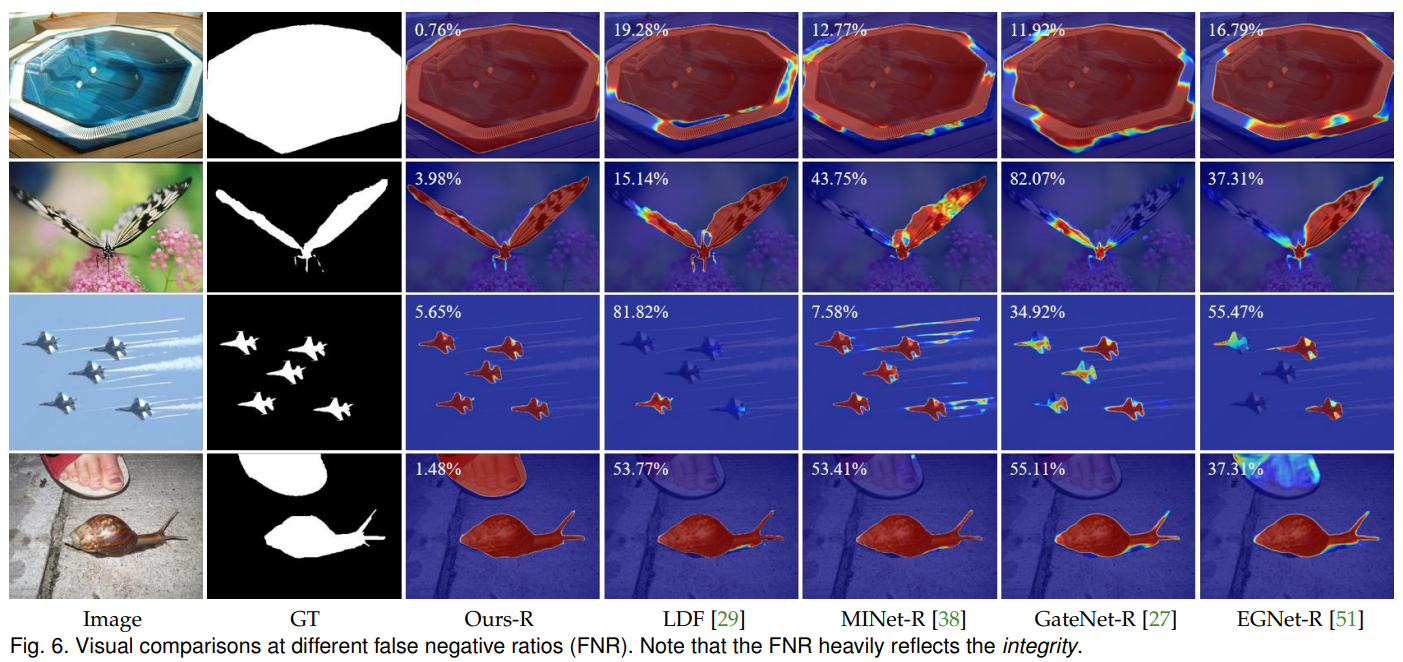 0.76% 19.28% 12.77% 11.92% 16.79%
3.98% 15.14% 43.75% 82.07% 37.31%
5.65% 81.82% 7.58% 34.92% 55.47%
1.48% 53.77% 53.41% 55.11% 37.31%
Image GT Ours-R LDF [29] MINet-R [38] GateNet-R [27] EGNet-R [51]
Fig. 6. Visual comparisons at different false negative ratios (FNR). Note that the FNR heavily reflects the integrity.